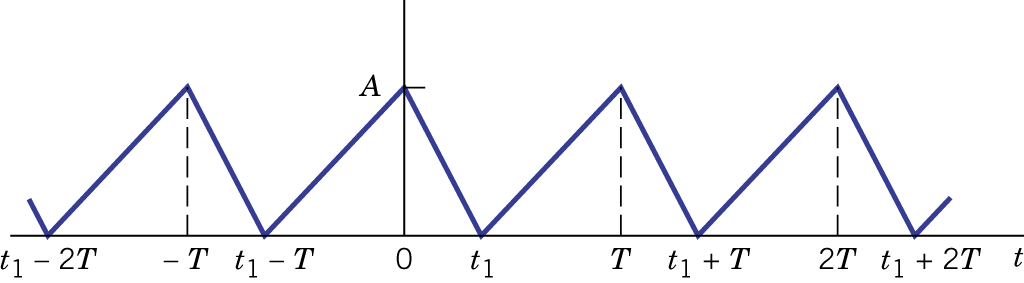 A
t₁ – 2T – T t₁ – T 0 t₁ T t₁ + T 2T t₁ + 2T t